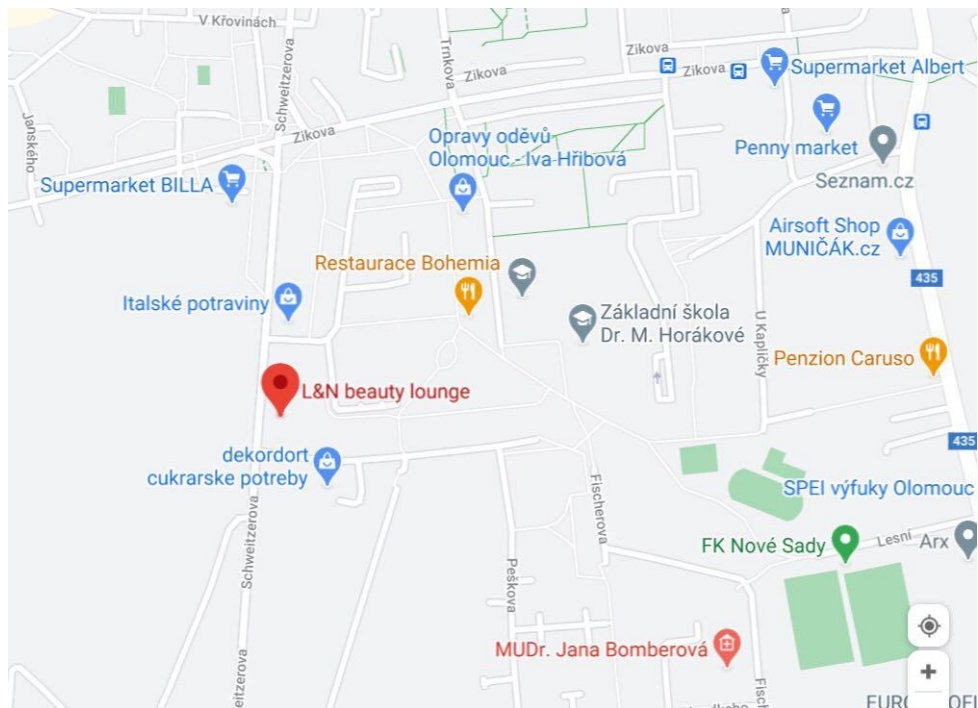 V Křovinách
Trnkova
Zikova
Zikova
Zikova
Zikova
Supermarket Albert
Janského
Schweitzerova
Opravy oděvů
Olomouc - Iva Hřibová
Penny market
Seznam.cz
Supermarket BILLA
Airsoft Shop
MUNIČÁK.cz
Restaurace Bohemia
435
Italské potraviny
Základní škola
Dr. M. Horákové
U Kapličky
Penzion Caruso
L&N beauty lounge
435
dekordort
cukrarske potreby
Fischerova
SPEI výfuky Olomouc
Schweitzerova
Peškova
FK Nové Sady
Lesní
Arx
MUDr. Jana Bomberová
+